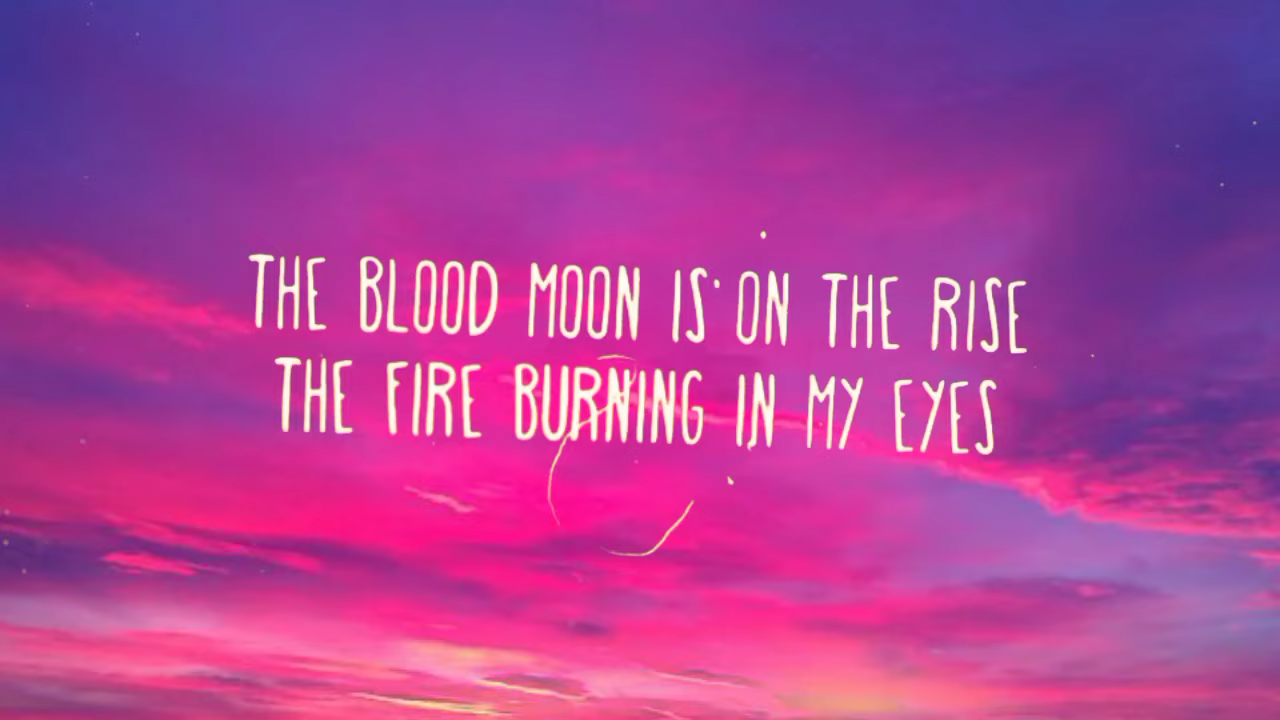 THE BLOOD MOON IS ON THE RISE
THE FIRE BURNING IN MY EYES